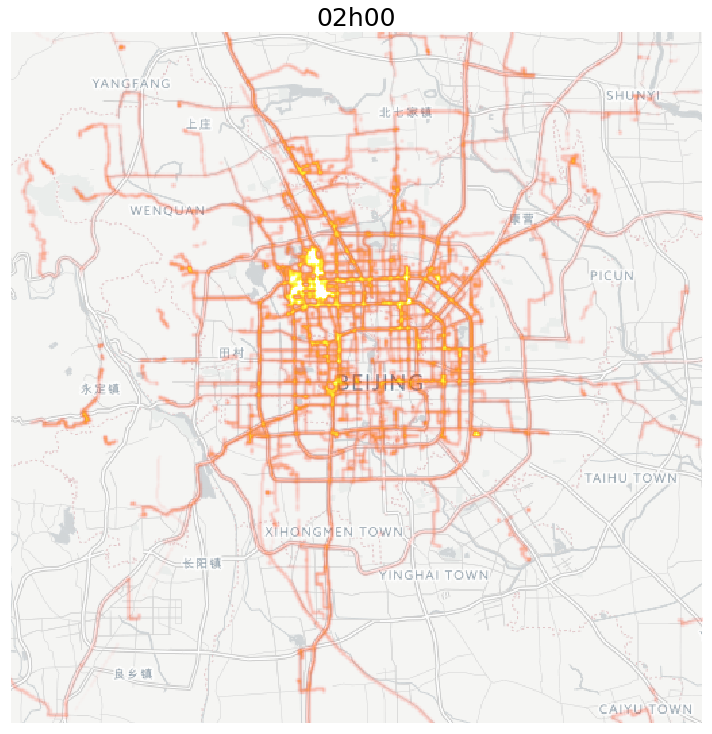 02h00
YANGFANG
SHUNYI
上庄
北七家镇
WENQUAN
康营
PICUN
田村
BEIJING
永定镇
TAIHU TOWN
XIHONGMEN TOWN
长阳镇
YINGHAI TOWN
良乡镇
CAIYU TOWN